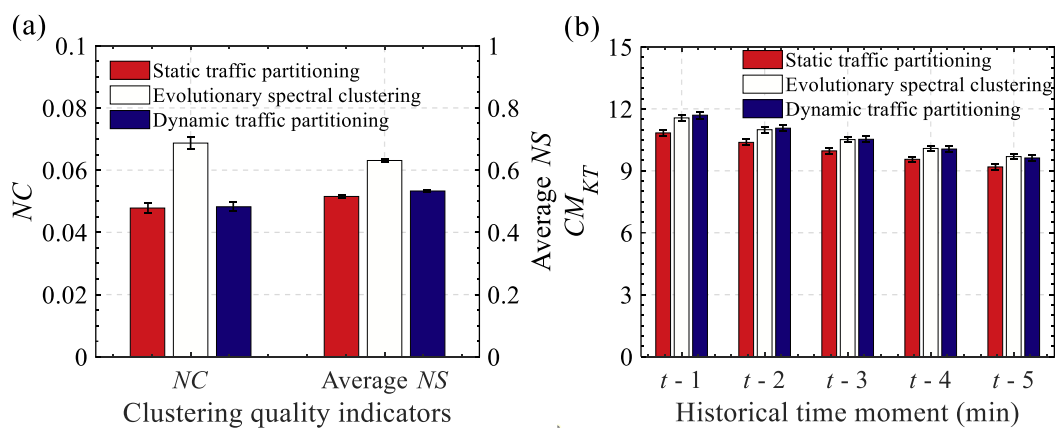 (a)
0.1
0.08
0.06
0.04
0.02
0
NC
1
0.8
0.6
0.4
0.2
0
Average NS
Static traffic partitioning
Evolutionary spectral clustering
Dynamic traffic partitioning
NC
Average NS
Clustering quality indicators
(b)
15
12
9
6
3
0
CM_KT
Static traffic partitioning
Evolutionary spectral clustering
Dynamic traffic partitioning
t - 1
t - 2
t - 3
t - 4
t - 5
Historical time moment (min)